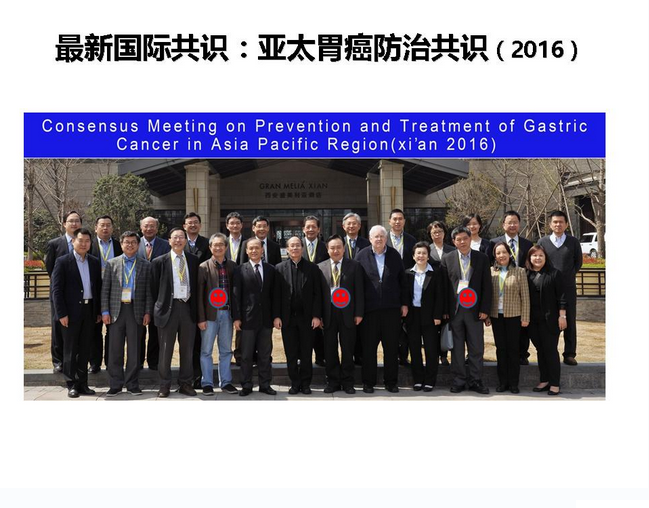 最新国际共识：亚太胃癌防治共识（2016）
Consensus Meeting on Prevention and Treatment of Gastric
Cancer in Asia Pacific Region(xi'an 2016)
GRAN MELIÁ XIAN